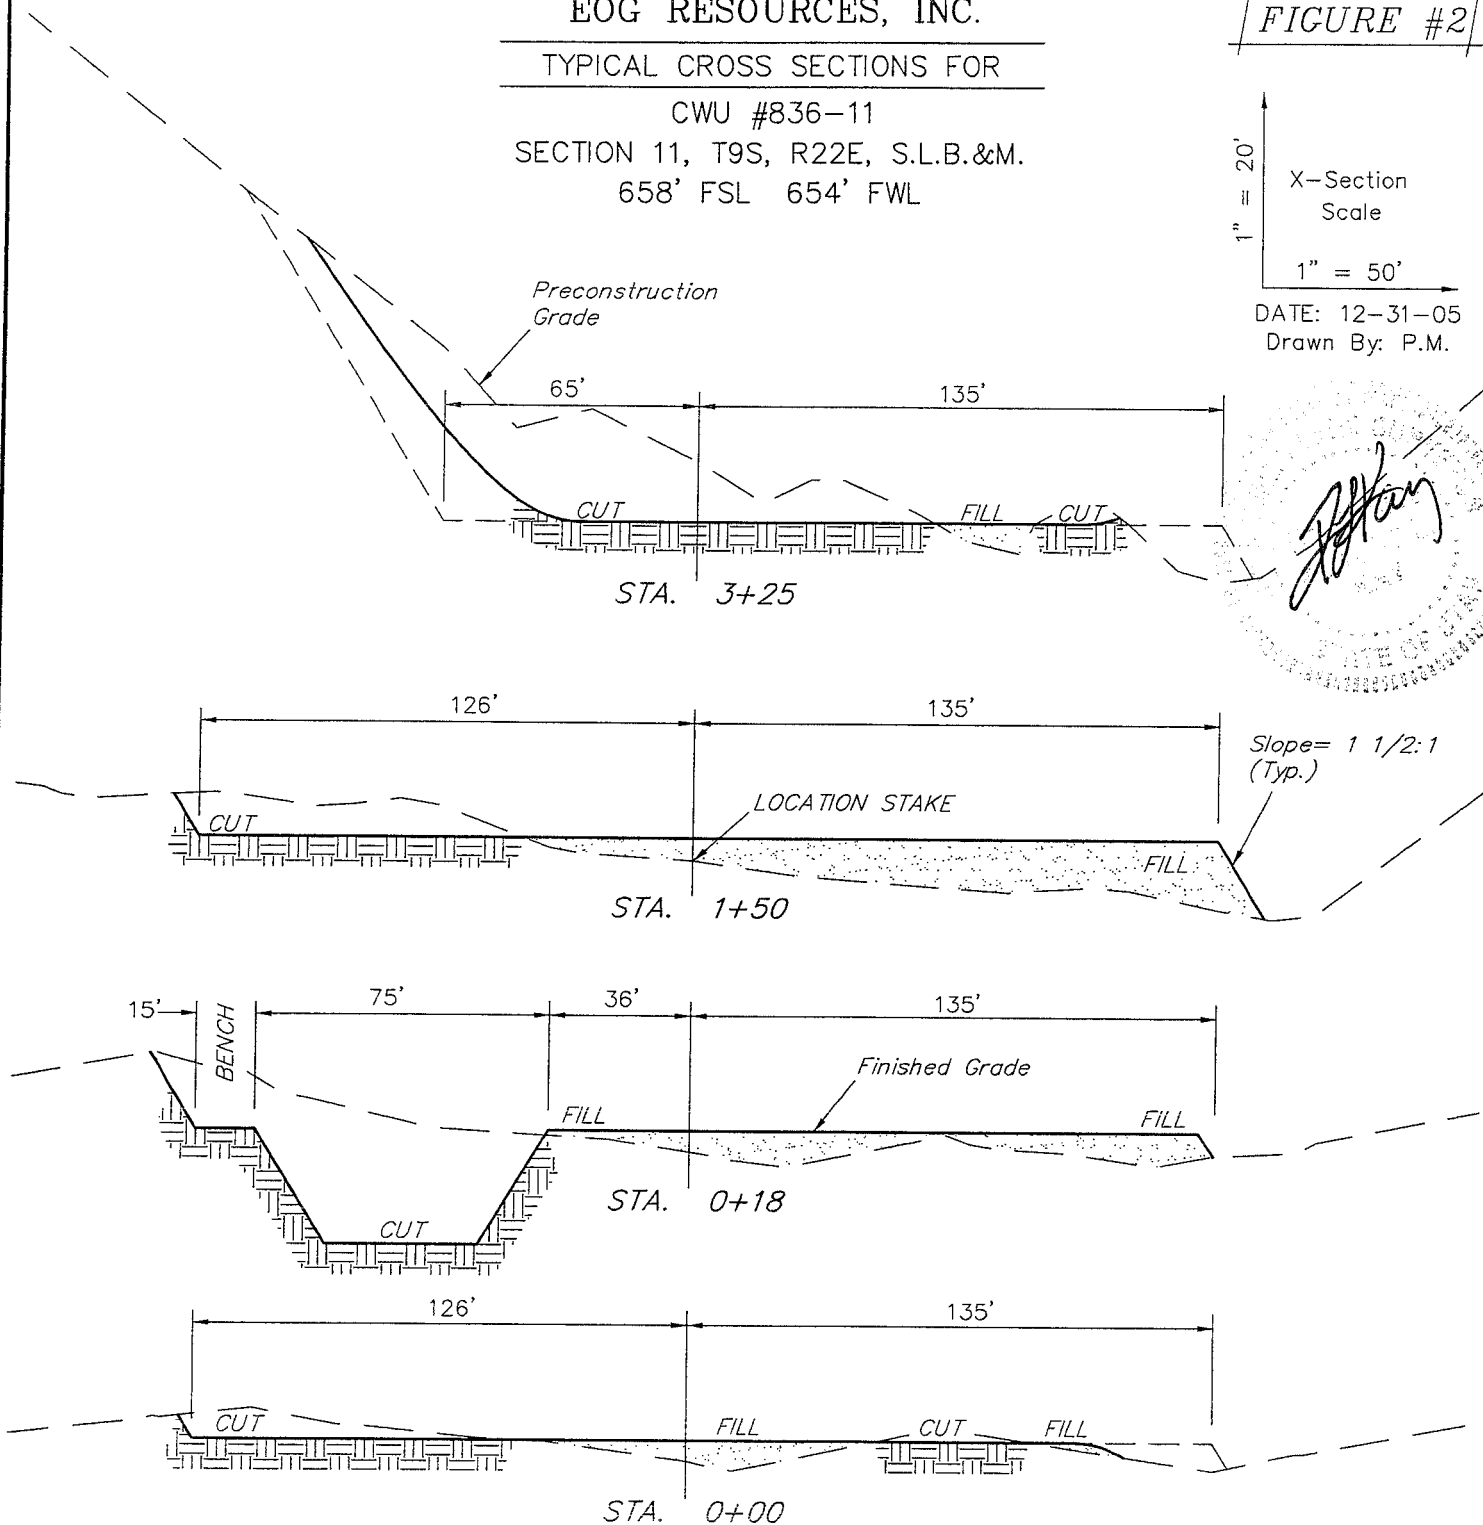 EOG RESOURCES, INC.
FIGURE #2
TYPICAL CROSS SECTIONS FOR
CWU #836-11
SECTION 11, T9S, R22E, S.L.B.&M.
658' FSL 654' FWL
1" = 20'
X-Section
Scale
1" = 50'
DATE: 12-31-05
Drawn By: P.M.
Preconstruction
Grade
65'
135'
CUT
FILL
CUT
STA. 3+25
STATE OF UTAH
126'
135'
Slope= 1 1/2:1
(Typ.)
LOCATION STAKE
CUT
FILL
STA. 1+50
15'
BENCH
75'
36'
135'
Finished Grade
FILL
FILL
CUT
STA. 0+18
126'
135'
CUT
FILL
CUT
FILL
STA. 0+00